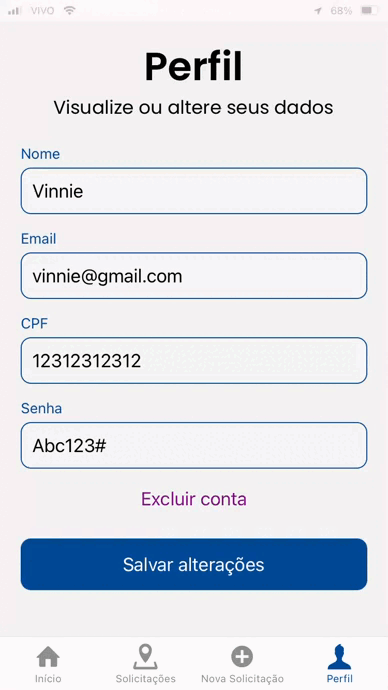 VIVO 68%
Perfil
Visualize ou altere seus dados
Nome
Vinnie
Email
vinnie@gmail.com
CPF
12312312312
Senha
Abc123#
Excluir conta
Salvar alterações
Início Solicitações Nova Solicitação Perfil